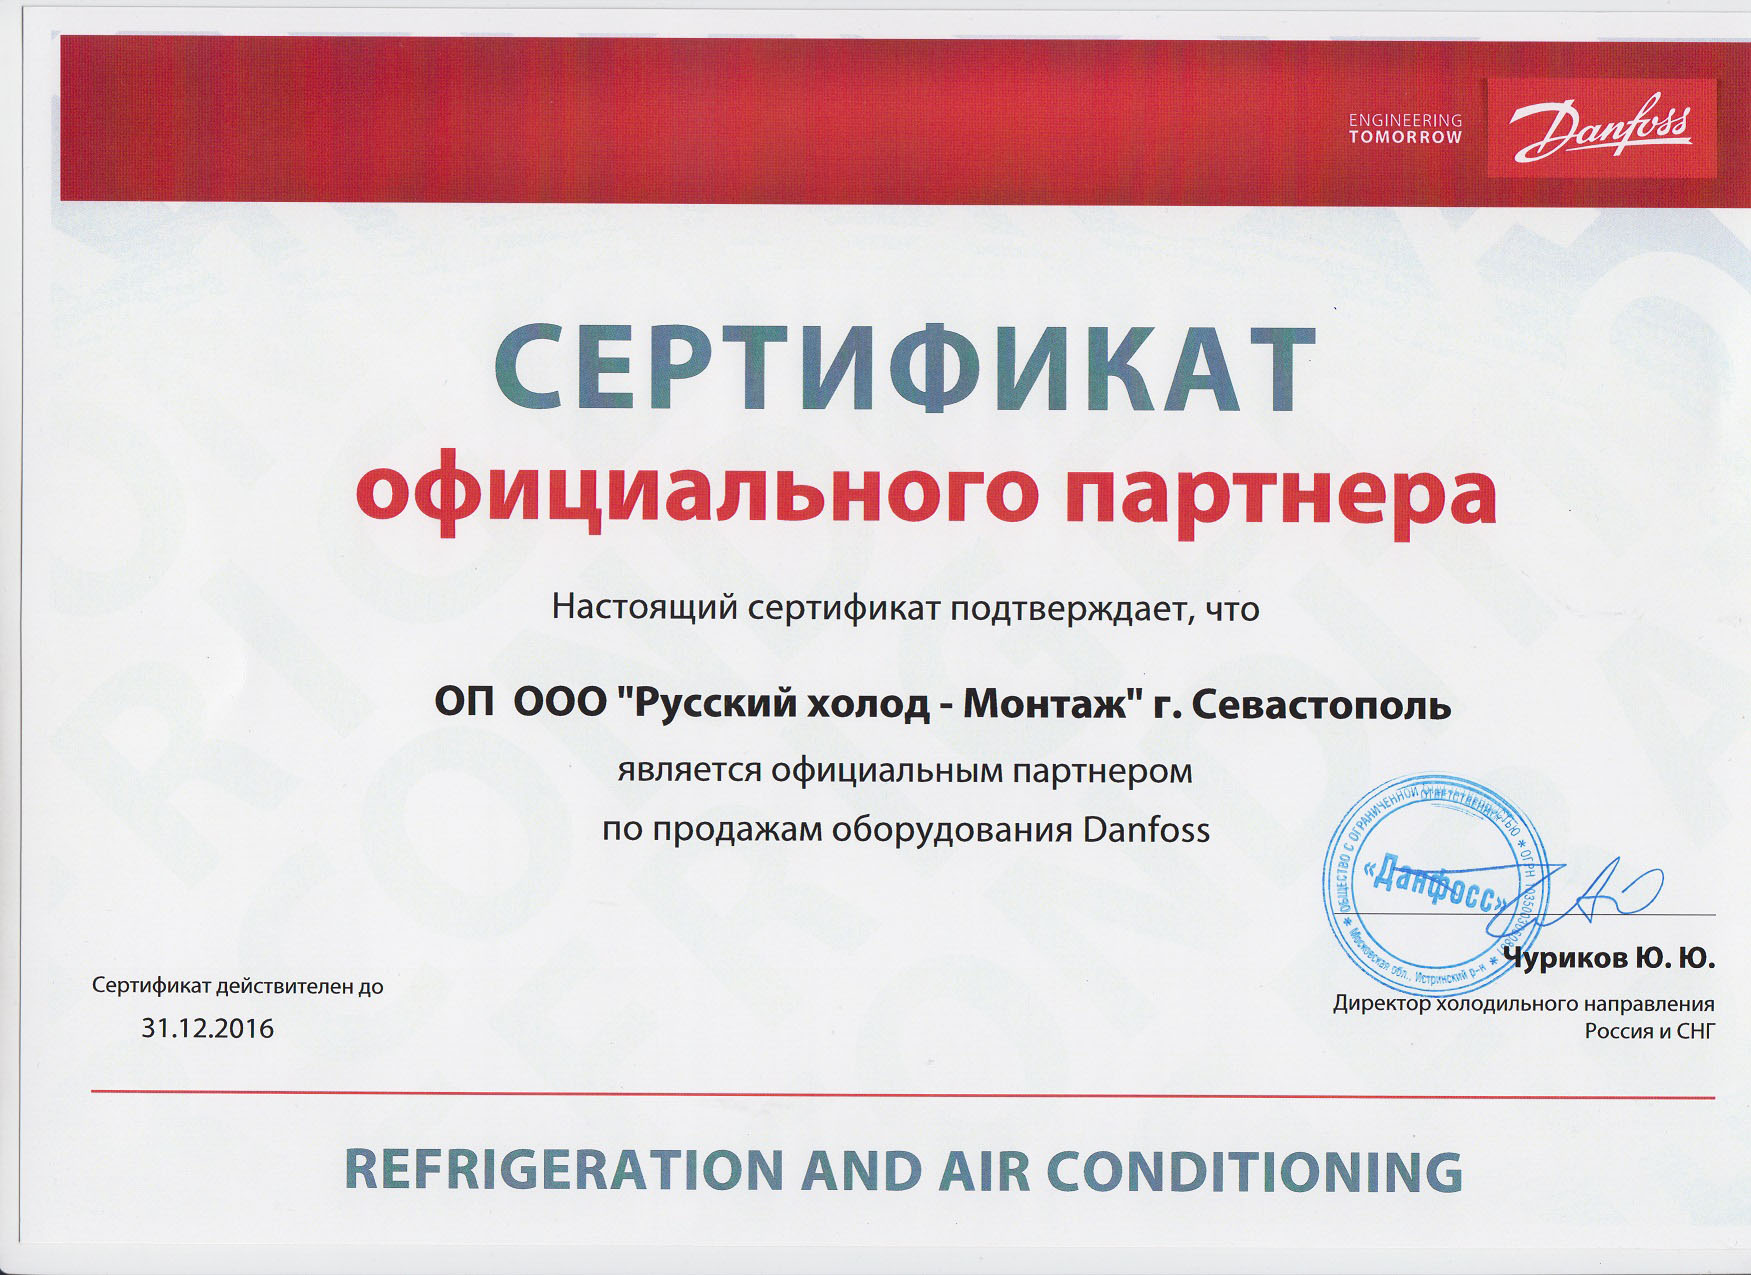 ENGINEERING
TOMORROW
Danfoss
СЕРТИФИКАТ
официального партнера
Настоящий сертификат подтверждает, что
ОП ООО "Русский холод - Монтаж" г. Севастополь
является официальным партнером
по продажам оборудования Danfoss
ОБЩЕСТВО С ОГРАНИЧЕННОЙ ОТВЕТСТВЕННОСТЬЮ * ОГРН
«Данфосс»
* Московская обл., Истринский р-н *
Чуриков Ю. Ю.
Директор холодильного направления
Россия и СНГ
Сертификат действителен до
31.12.2016
REFRIGERATION AND AIR CONDITIONING